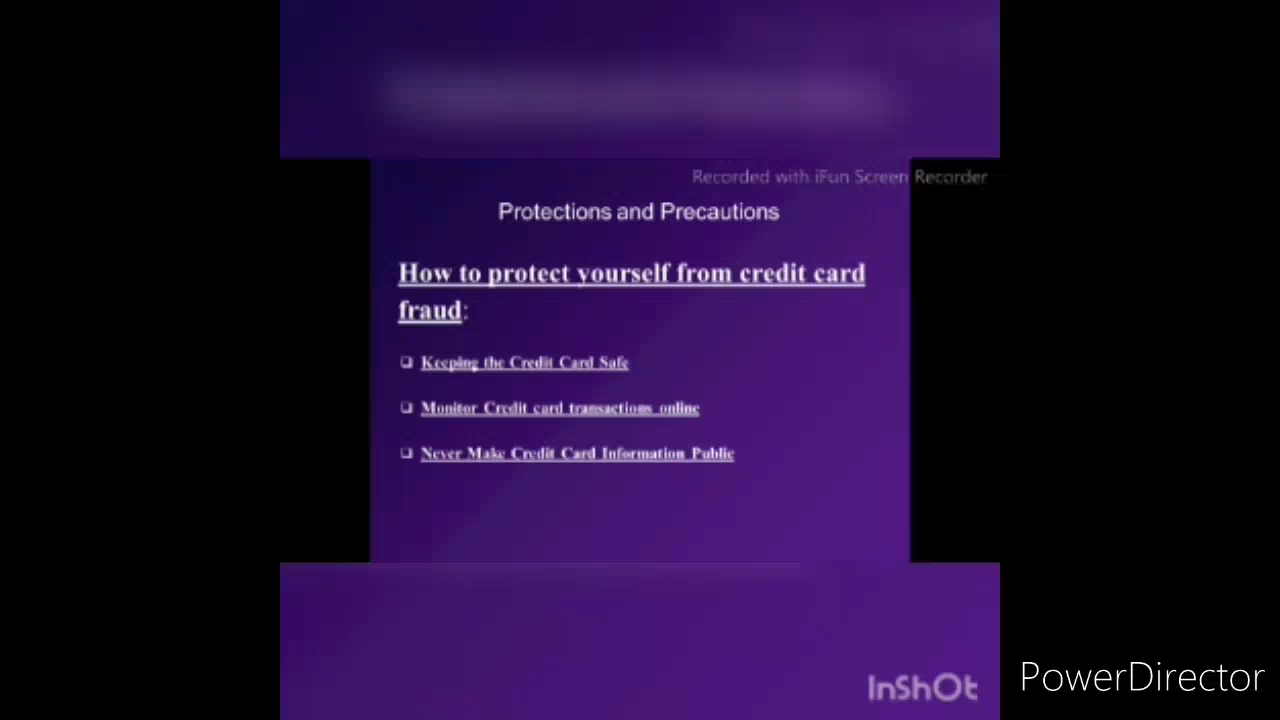 Recorded with iFun Screen Recorder
Protections and Precautions
How to protect yourself from credit card
fraud:
❑ Keeping the Credit Card Safe
❑ Monitor Credit card transactions online
❑ Never Make Credit Card Information Public
InShOt
PowerDirector